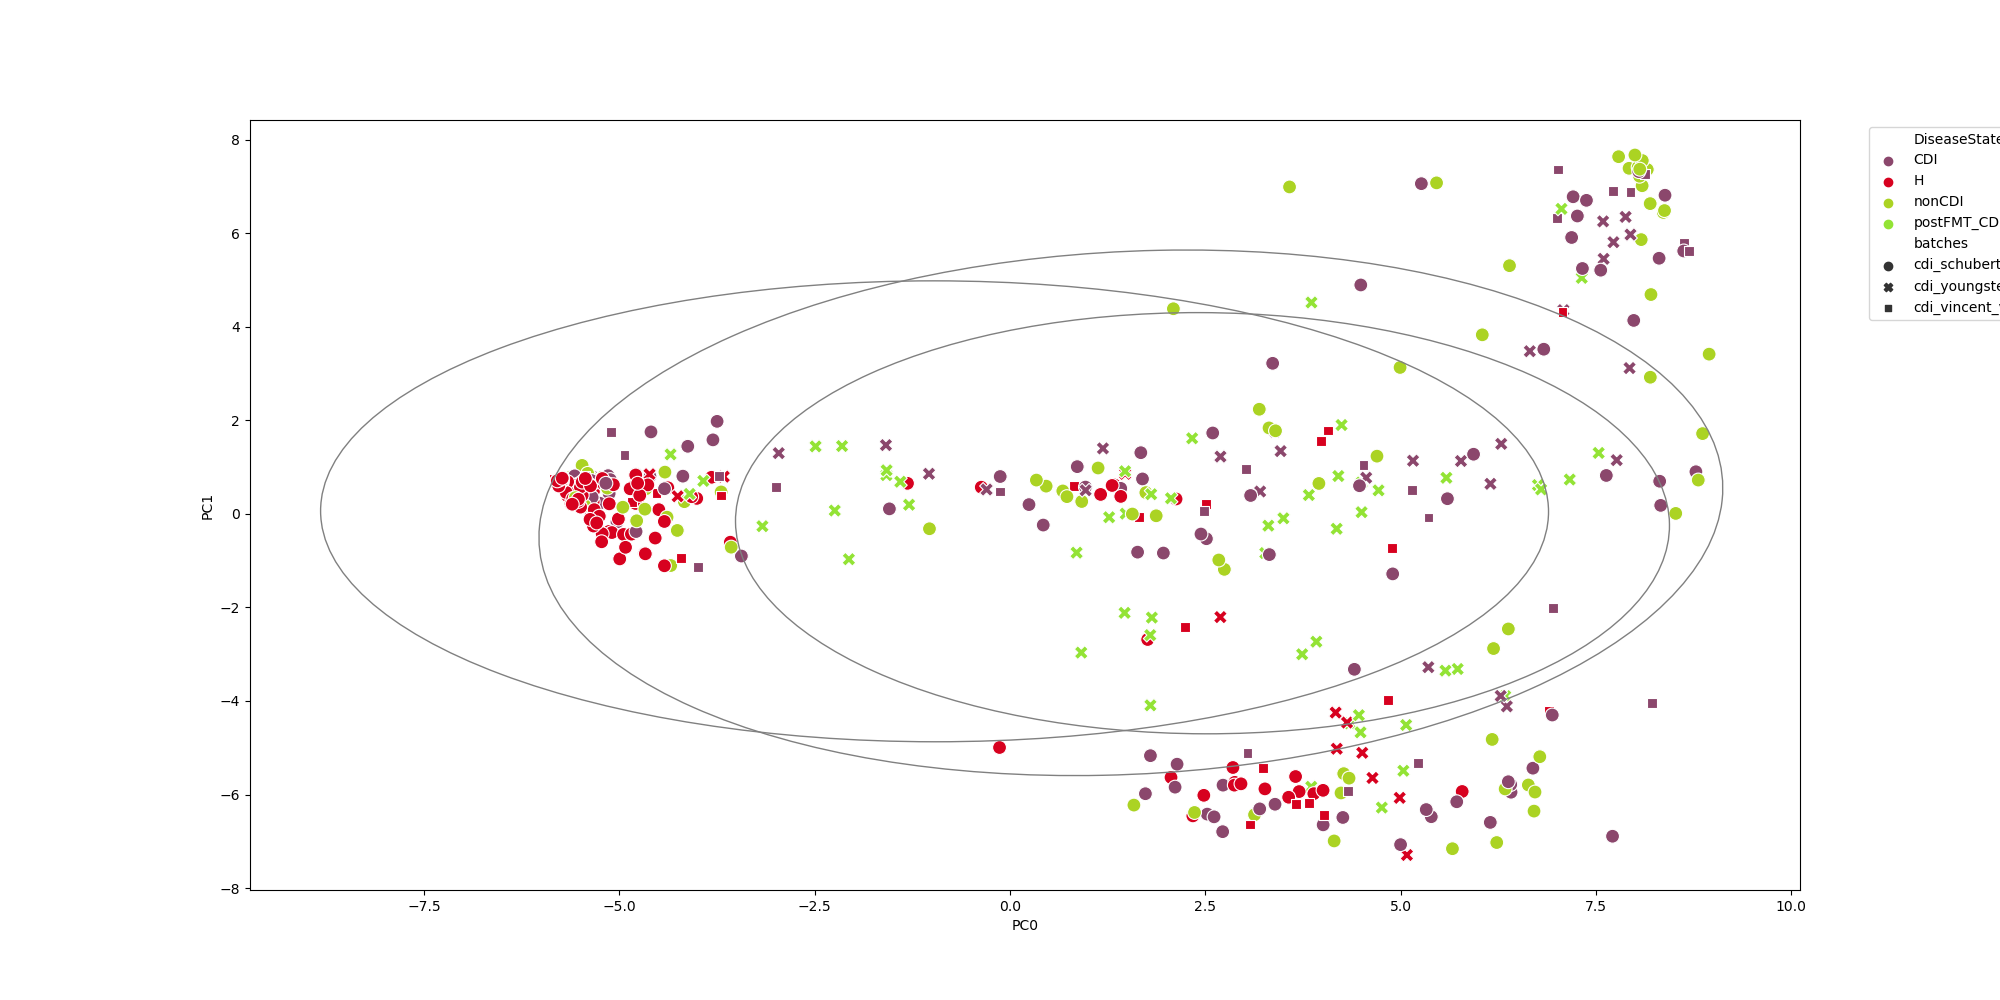 DiseaseState
CDI
H
nonCDI
postFMT_CD
batches
cdi_schubert
cdi_youngste
cdi_vincent_
8
6
4
2
0
−2
−4
−6
−8
PC1
−7.5 −5.0 −2.5 0.0 2.5 5.0 7.5 10.0
PC0